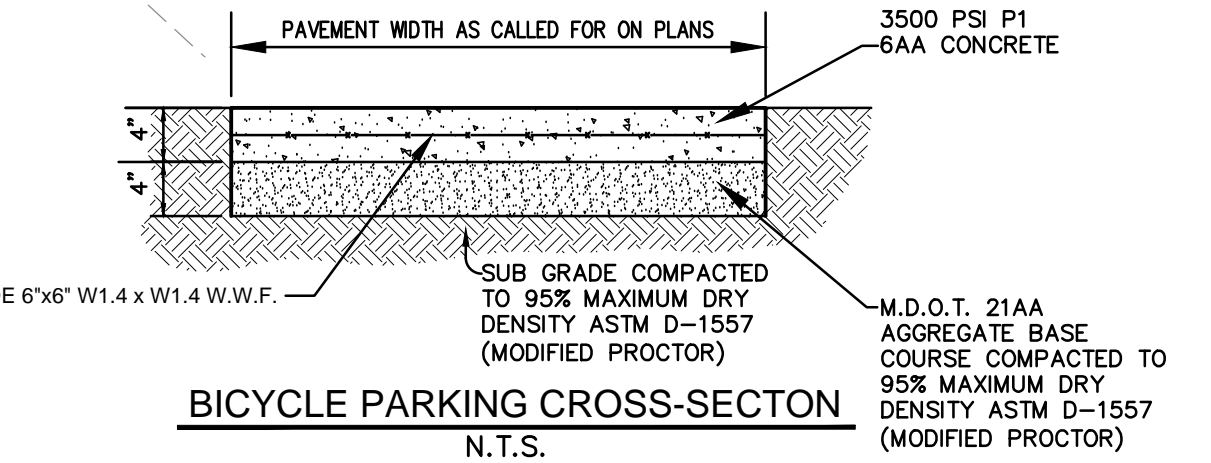 PAVEMENT WIDTH AS CALLED FOR ON PLANS
3500 PSI P1
6AA CONCRETE
4"
4"
6"x6" W1.4 x W1.4 W.W.F.
SUB GRADE COMPACTED
TO 95% MAXIMUM DRY
DENSITY ASTM D-1557
(MODIFIED PROCTOR)
M.D.O.T. 21AA
AGGREGATE BASE
COURSE COMPACTED TO
95% MAXIMUM DRY
DENSITY ASTM D-1557
(MODIFIED PROCTOR)
BICYCLE PARKING CROSS-SECTON
N.T.S.